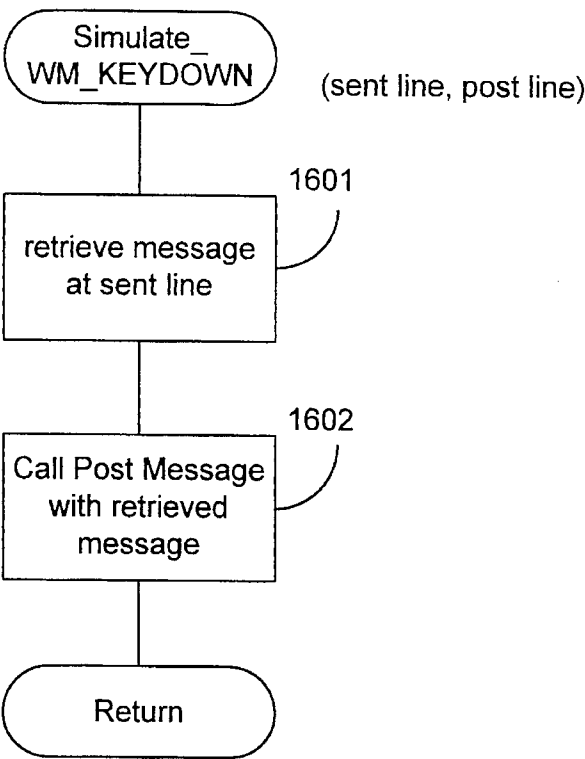 Simulate_
WM_KEYDOWN
(sent line, post line)
1601
retrieve message
at sent line
1602
Call Post Message
with retrieved
message
Return